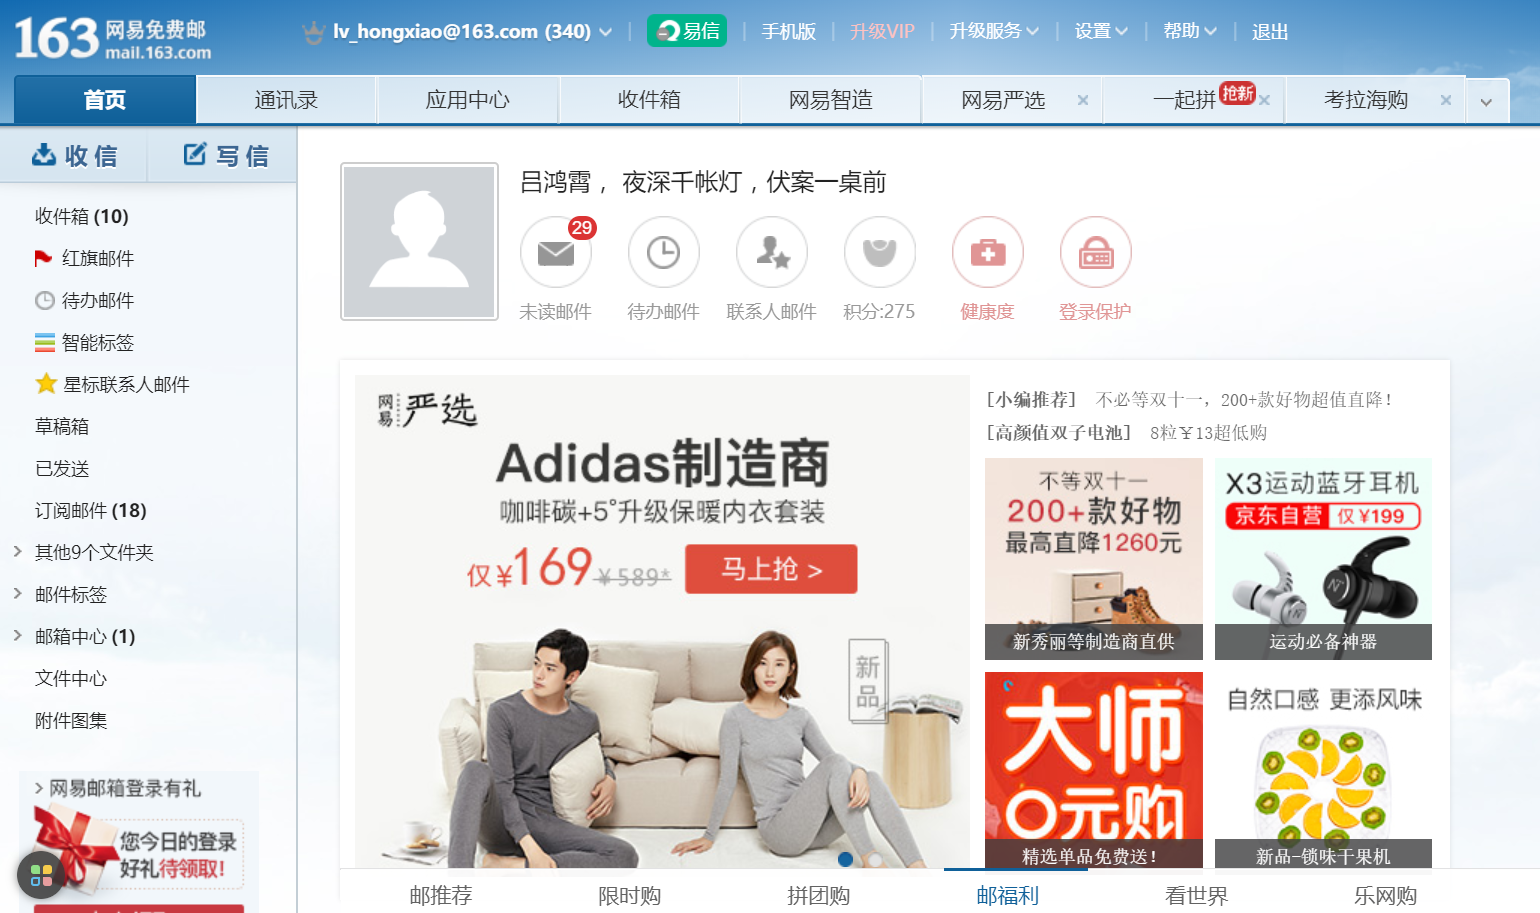 163 网易免费邮
mail.163.com
lv_hongxiao@163.com (340)
易信
手机版
升级VIP
升级服务
设置
帮助
退出
首页
通讯录
应用中心
收件箱
网易智造
网易严选
一起拼
抢新
考拉海购
收信
写信
收件箱 (10)
红旗邮件
待办邮件
智能标签
星标联系人邮件
草稿箱
已发送
订阅邮件 (18)
其他9个文件夹
邮件标签
邮箱中心 (1)
文件中心
附件图集
网易邮箱登录有礼
您今日的登录
好礼待领取!
吕鸿霄， 夜深千帐灯，伏案一桌前
29
未读邮件
待办邮件
联系人邮件
积分:275
健康度
登录保护
网易严选
Adidas制造商
咖啡碳+5°升级保暖内衣套装
仅¥169 ¥589*
马上抢 >
新品
[小编推荐] 不必等双十一，200+款好物超值直降！
[高颜值双子电池] 8粒￥13超低购
不等双十一
200+款好物
最高直降1260元
新秀丽等制造商直供
X3运动蓝牙耳机
京东自营 仅¥199
运动必备神器
大师
0元购
精选单品免费送！
自然口感 更添风味
新品-锁味干果机
邮推荐
限时购
拼团购
邮福利
看世界
乐网购